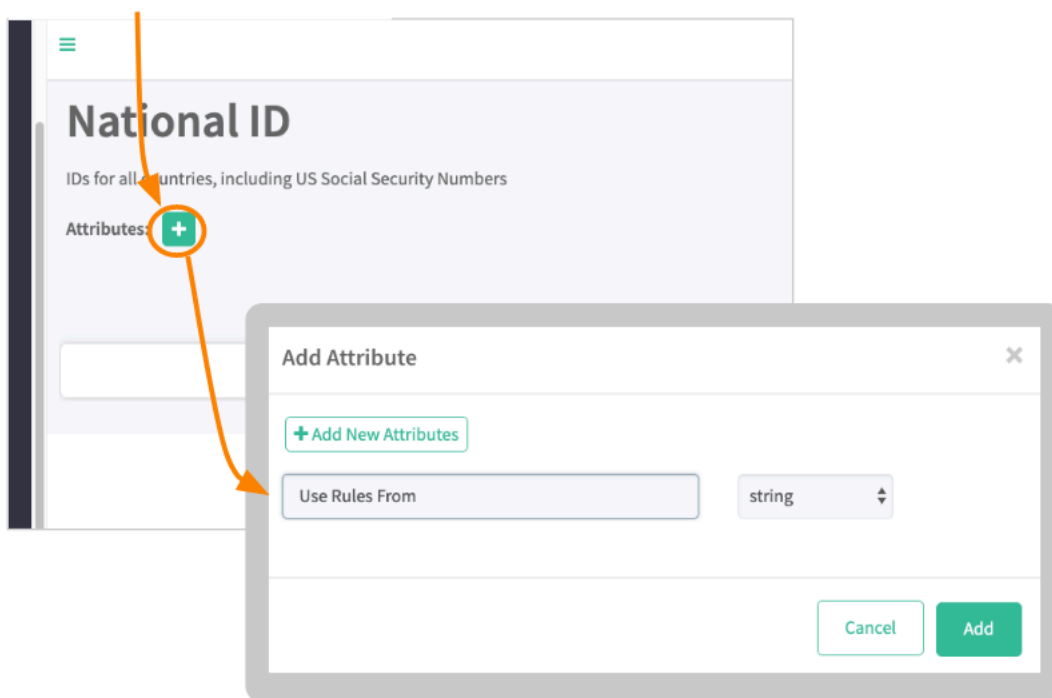 National ID
IDs for all countries, including US Social Security Numbers
Attributes:
Add Attribute
+ Add New Attributes
Use Rules From
string
Cancel
Add